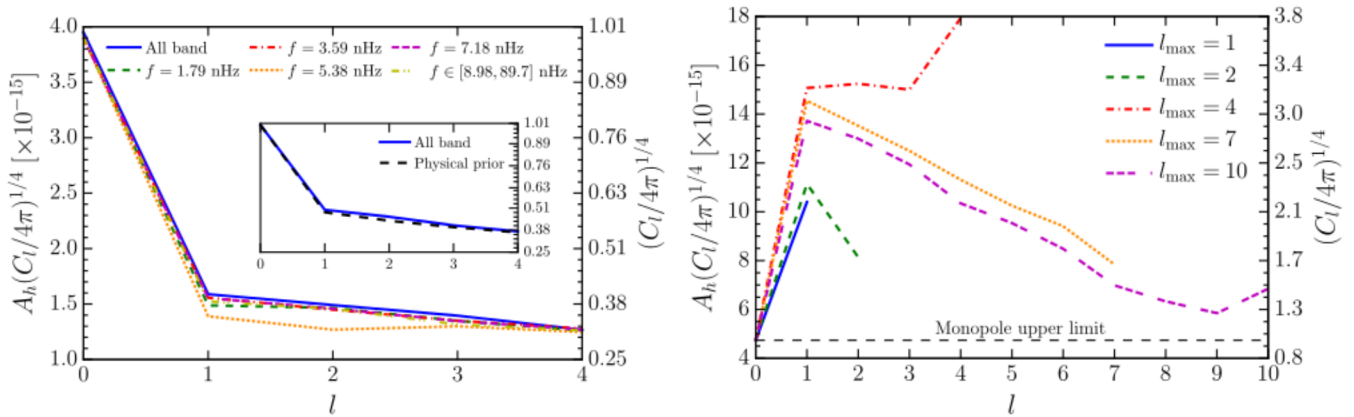 4.0
3.5
3.0
2.5
2.0
1.5
1.0
A_h(C_l/4π)^{1/4} [×10^{-15}]
All band
f = 1.79 nHz
f = 3.59 nHz
f = 5.38 nHz
f = 7.18 nHz
f ∈ [8.98, 89.7] nHz
All band
Physical prior
1.01
0.89
0.76
0.63
0.51
0.38
0.25
0 1 2 3 4
1.01
0.89
0.76
0.63
0.51
0.38
0.25
(C_l/4π)^{1/4}
0 1 2 3 4
l
18
16
14
12
10
8
6
4
A_h(C_l/4π)^{1/4} [×10^{-15}]
l_max = 1
l_max = 2
l_max = 4
l_max = 7
l_max = 10
Monopole upper limit
3.8
3.4
3.0
2.5
2.1
1.7
1.3
0.8
(C_l/4π)^{1/4}
0 1 2 3 4 5 6 7 8 9 10
l